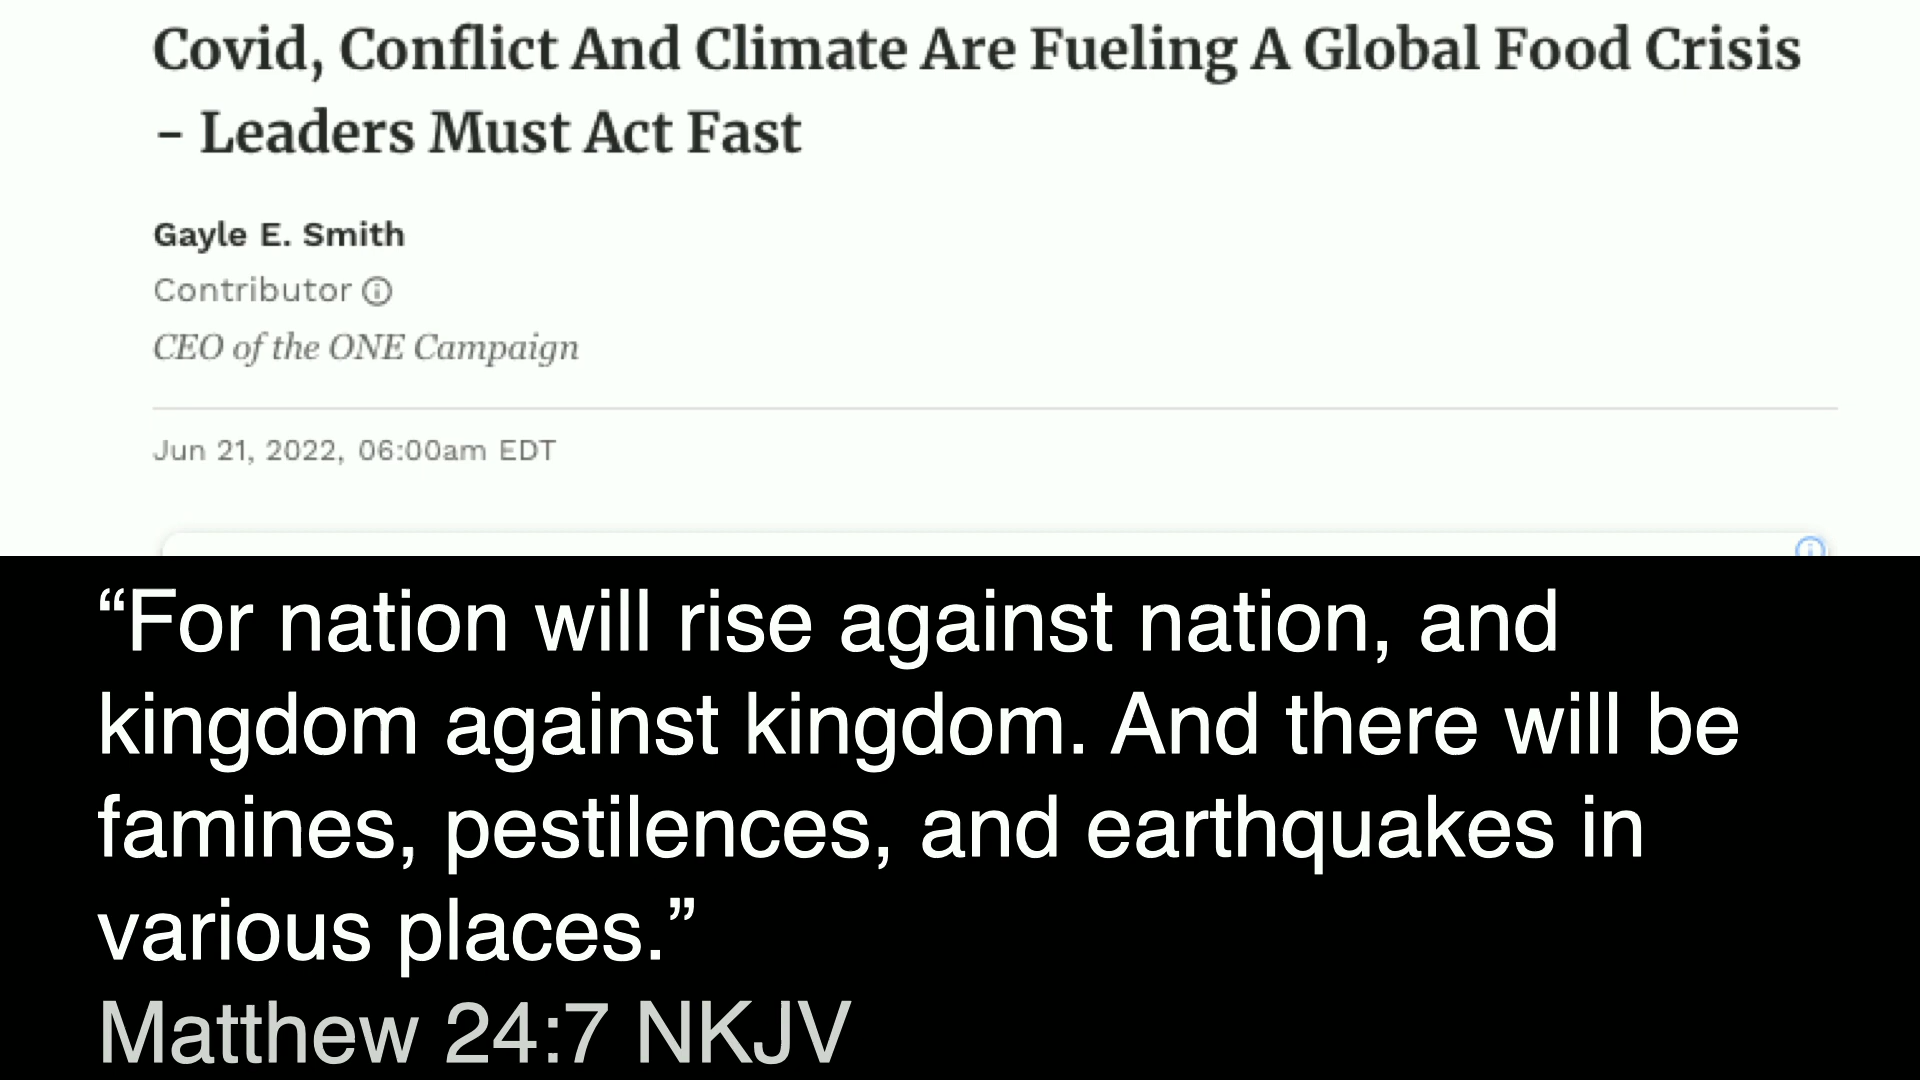 Covid, Conflict And Climate Are Fueling A Global Food Crisis
– Leaders Must Act Fast
Gayle E. Smith
Contributor
CEO of the ONE Campaign
Jun 21, 2022, 06:00am EDT
“For nation will rise against nation, and
kingdom against kingdom. And there will be
famines, pestilences, and earthquakes in
various places.”
Matthew 24:7 NKJV